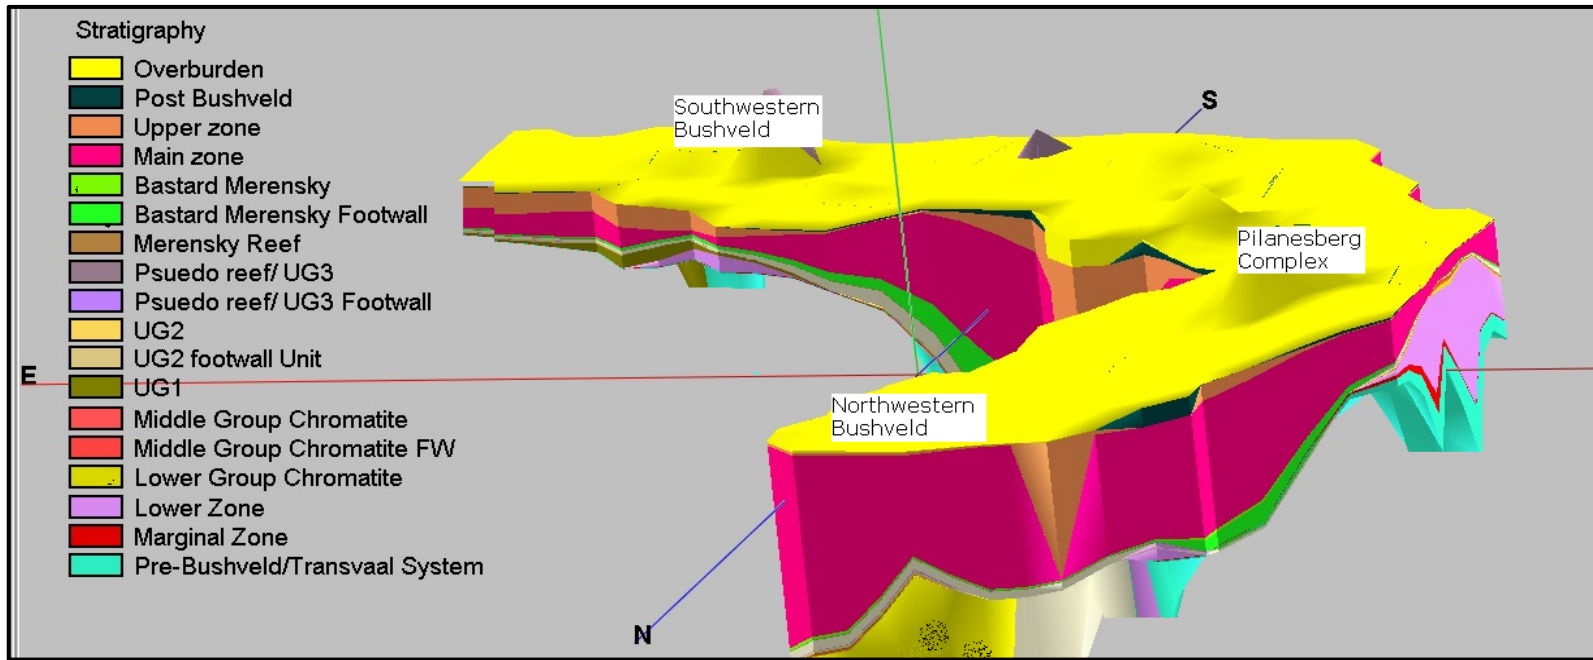 Stratigraphy
Overburden
Post Bushveld
Upper zone
Main zone
Bastard Merensky
Bastard Merensky Footwall
Merensky Reef
Psuedo reef/ UG3
Psuedo reef/ UG3 Footwall
UG2
UG2 footwall Unit
UG1
Middle Group Chromatite
Middle Group Chromatite FW
Lower Group Chromatite
Lower Zone
Marginal Zone
Pre-Bushveld/Transvaal System
Southwestern
Bushveld
S
Pilanesberg
Complex
E
Northwestern
Bushveld
N